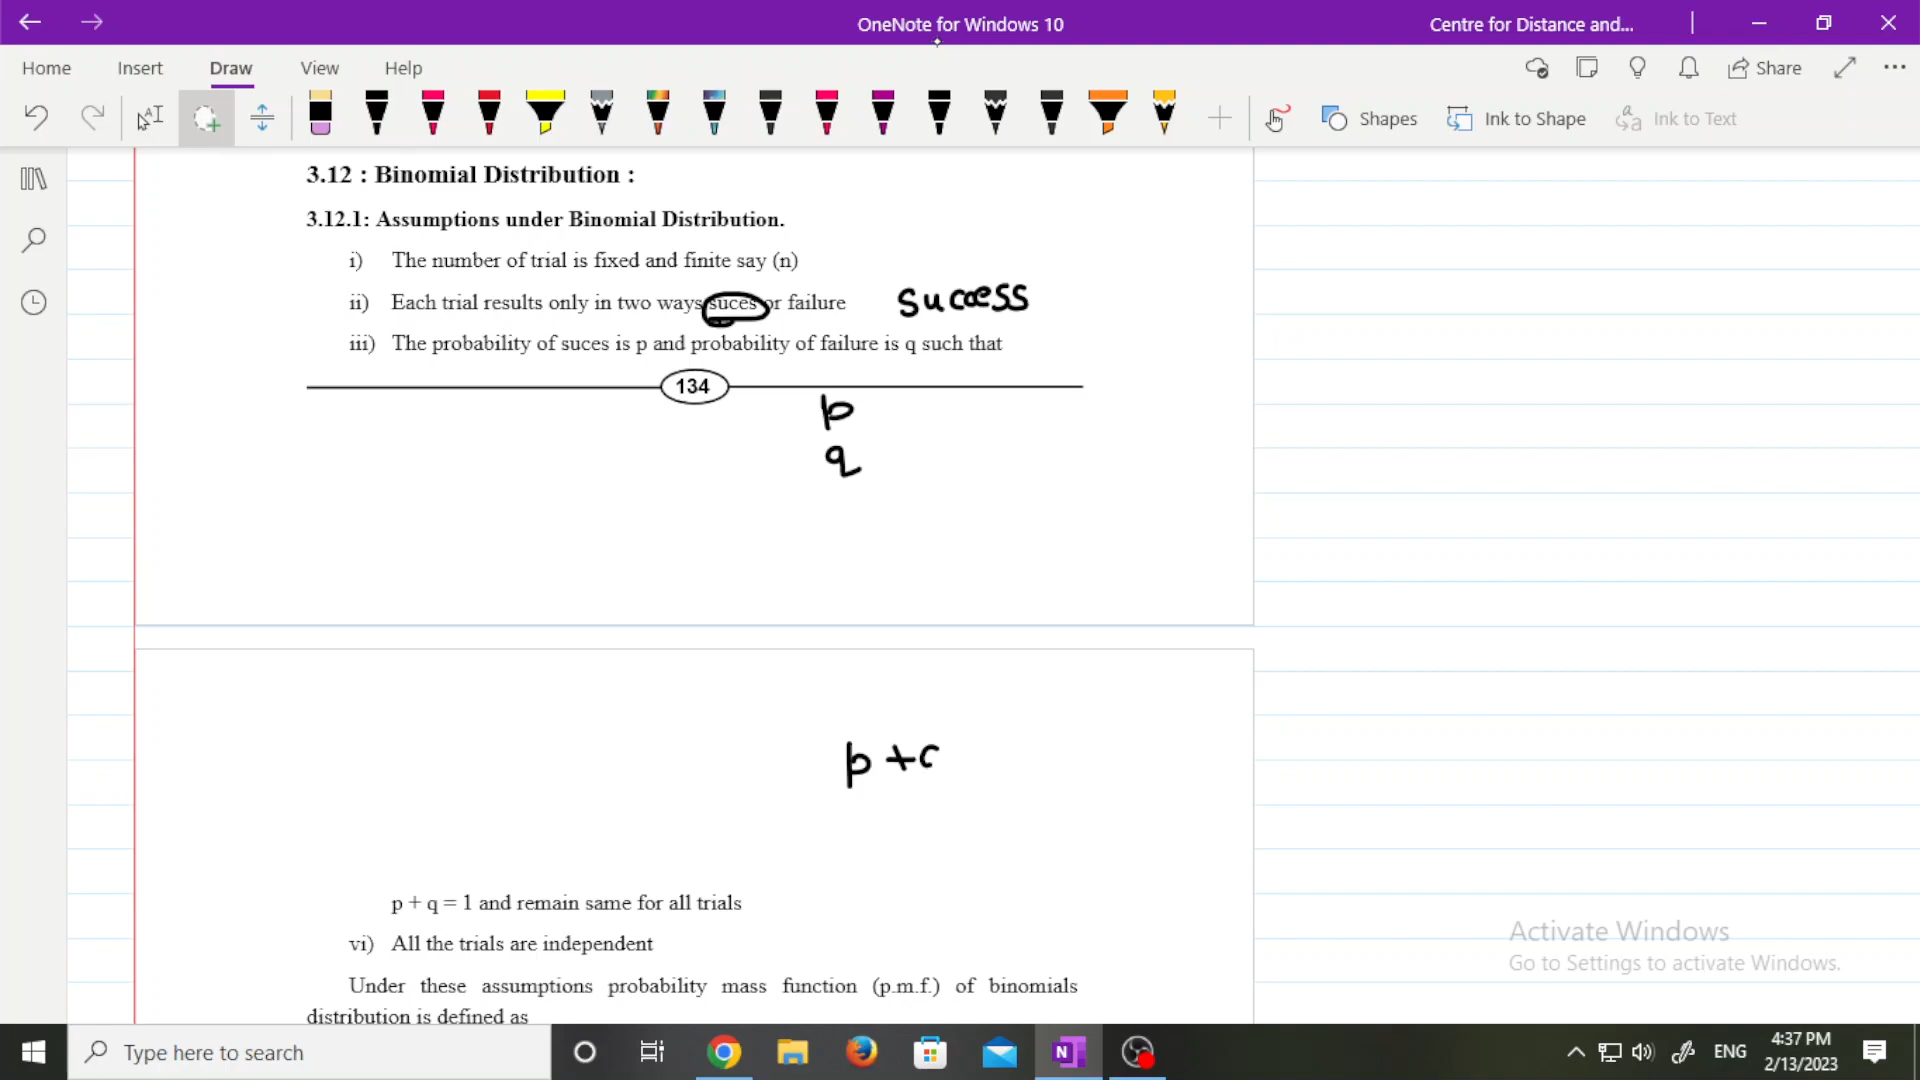 OneNote for Windows 10
Centre for Distance and...
Home Insert Draw View Help
Share
Shapes Ink to Shape Ink to Text
3.12 : Binomial Distribution :
3.12.1: Assumptions under Binomial Distribution.
i) The number of trial is fixed and finite say (n)
ii) Each trial results only in two ways suces or failure success
iii) The probability of suces is p and probability of failure is q such that
134
p
q
p + c
p + q = 1 and remain same for all trials
vi) All the trials are independent
Under these assumptions probability mass function (p.m.f.) of binomials
distribution is defined as
Activate Windows
Go to Settings to activate Windows.
Type here to search
ENG
4:37 PM
2/13/2023